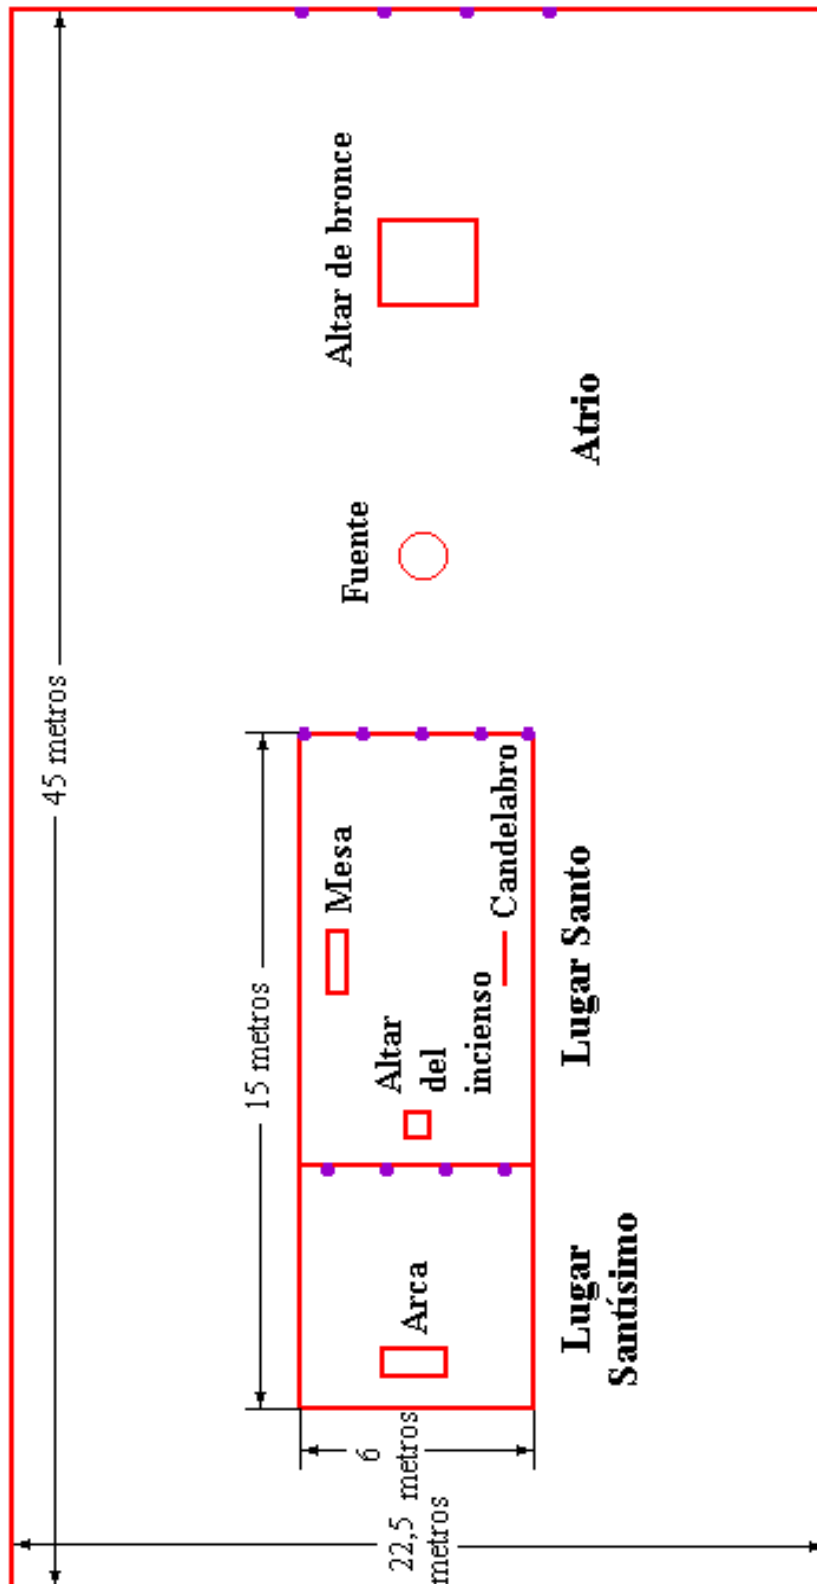 45 metros
Altar de bronce
Atrio
Fuente
15 metros
Mesa
Candelabro
Altar
del
incienso
Lugar Santo
Arca
Lugar
Santísimo
6
metros
22,5
metros